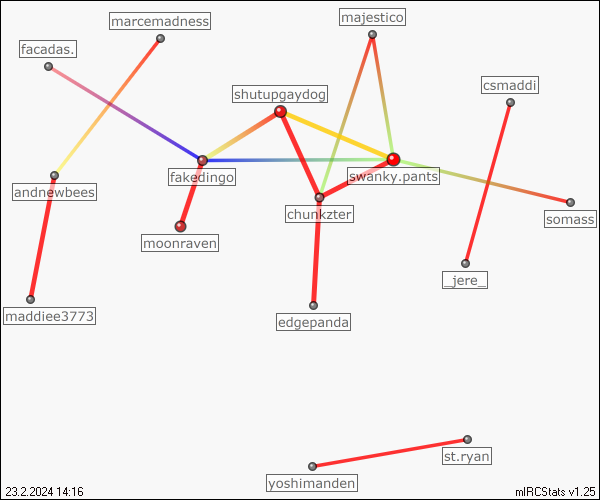 majestico
marcemadness
facadas.
csmaddi
shutupgaydog
fakedingo
swanky.pants
andnewbees
chunkzter
somass
moonraven
_jere_
maddiee3773
edgepanda
st.ryan
yoshimanden
23.2.2024 14:16
mIRCStats v1.25